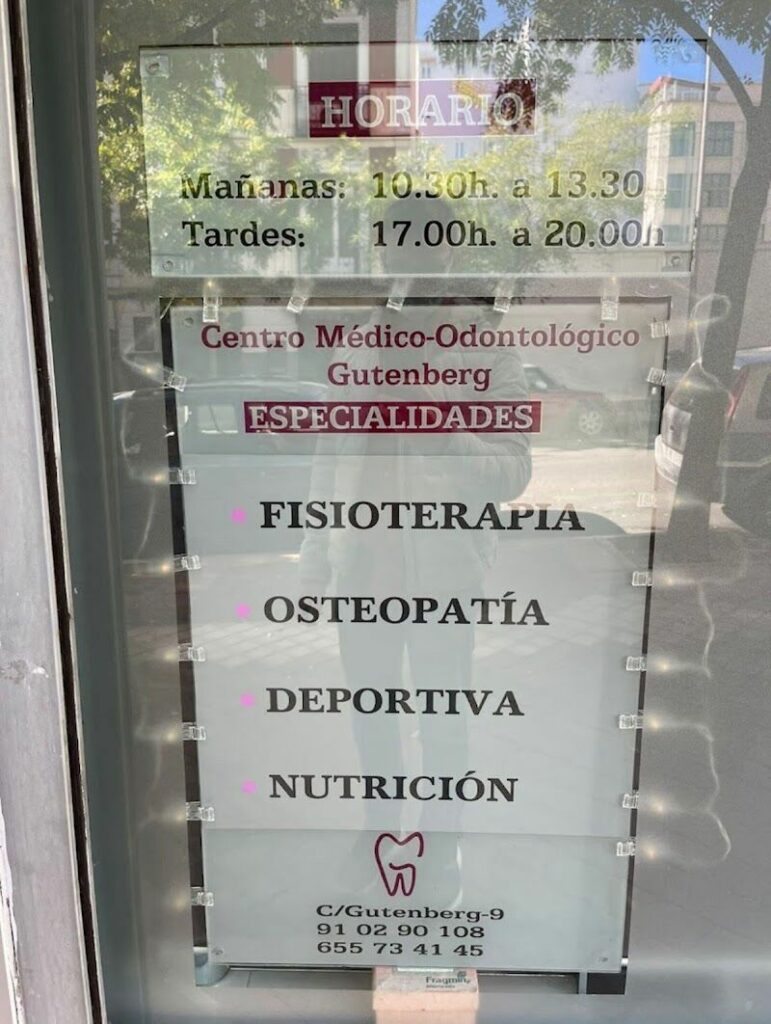 HORARIO
Mañanas: 10.30h. a 13.30
Tardes: 17.00h. a 20.00h
Centro Médico-Odontológico
Gutenberg
ESPECIALIDADES
• FISIOTERAPIA
• OSTEOPATÍA
• DEPORTIVA
• NUTRICIÓN
C/Gutenberg-9
91 02 90 108
655 73 41 45